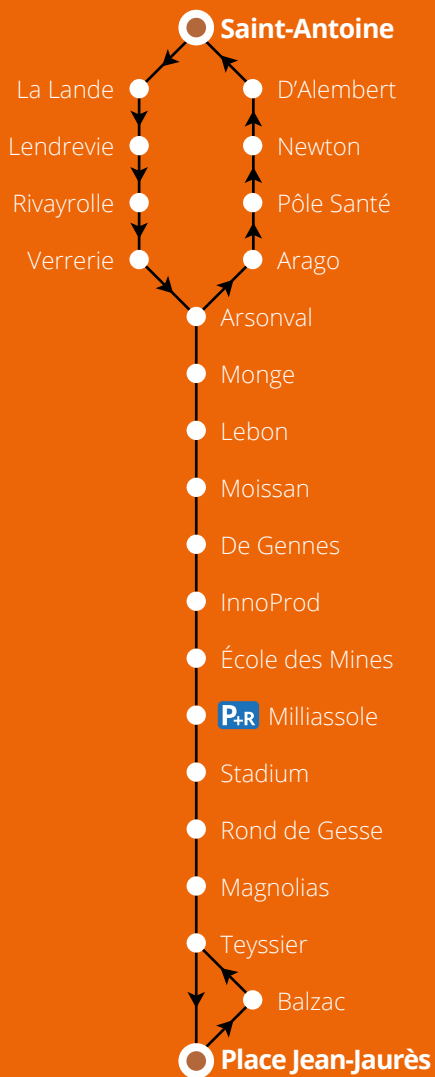 Saint-Antoine
La Lande
D'Alembert
Lendrevie
Newton
Rivayrolle
Pôle Santé
Verrerie
Arago
Arsonval
Monge
Lebon
Moissan
De Gennes
InnoProd
École des Mines
P+R Milliassole
Stadium
Rond de Gesse
Magnolias
Teyssier
Balzac
Place Jean-Jaurès